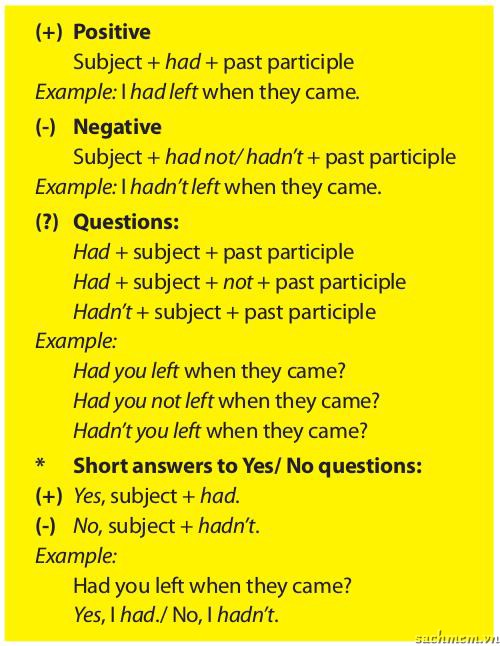 (+) Positive
Subject + had + past participle
Example: I had left when they came.
(-) Negative
Subject + had not/ hadn’t + past participle
Example: I hadn’t left when they came.
(?) Questions:
Had + subject + past participle
Had + subject + not + past participle
Hadn’t + subject + past participle
Example:
Had you left when they came?
Had you not left when they came?
Hadn’t you left when they came?
* Short answers to Yes/ No questions:
(+) Yes, subject + had.
(-) No, subject + hadn’t.
Example:
Had you left when they came?
Yes, I had./ No, I hadn’t.
sachmem.vn